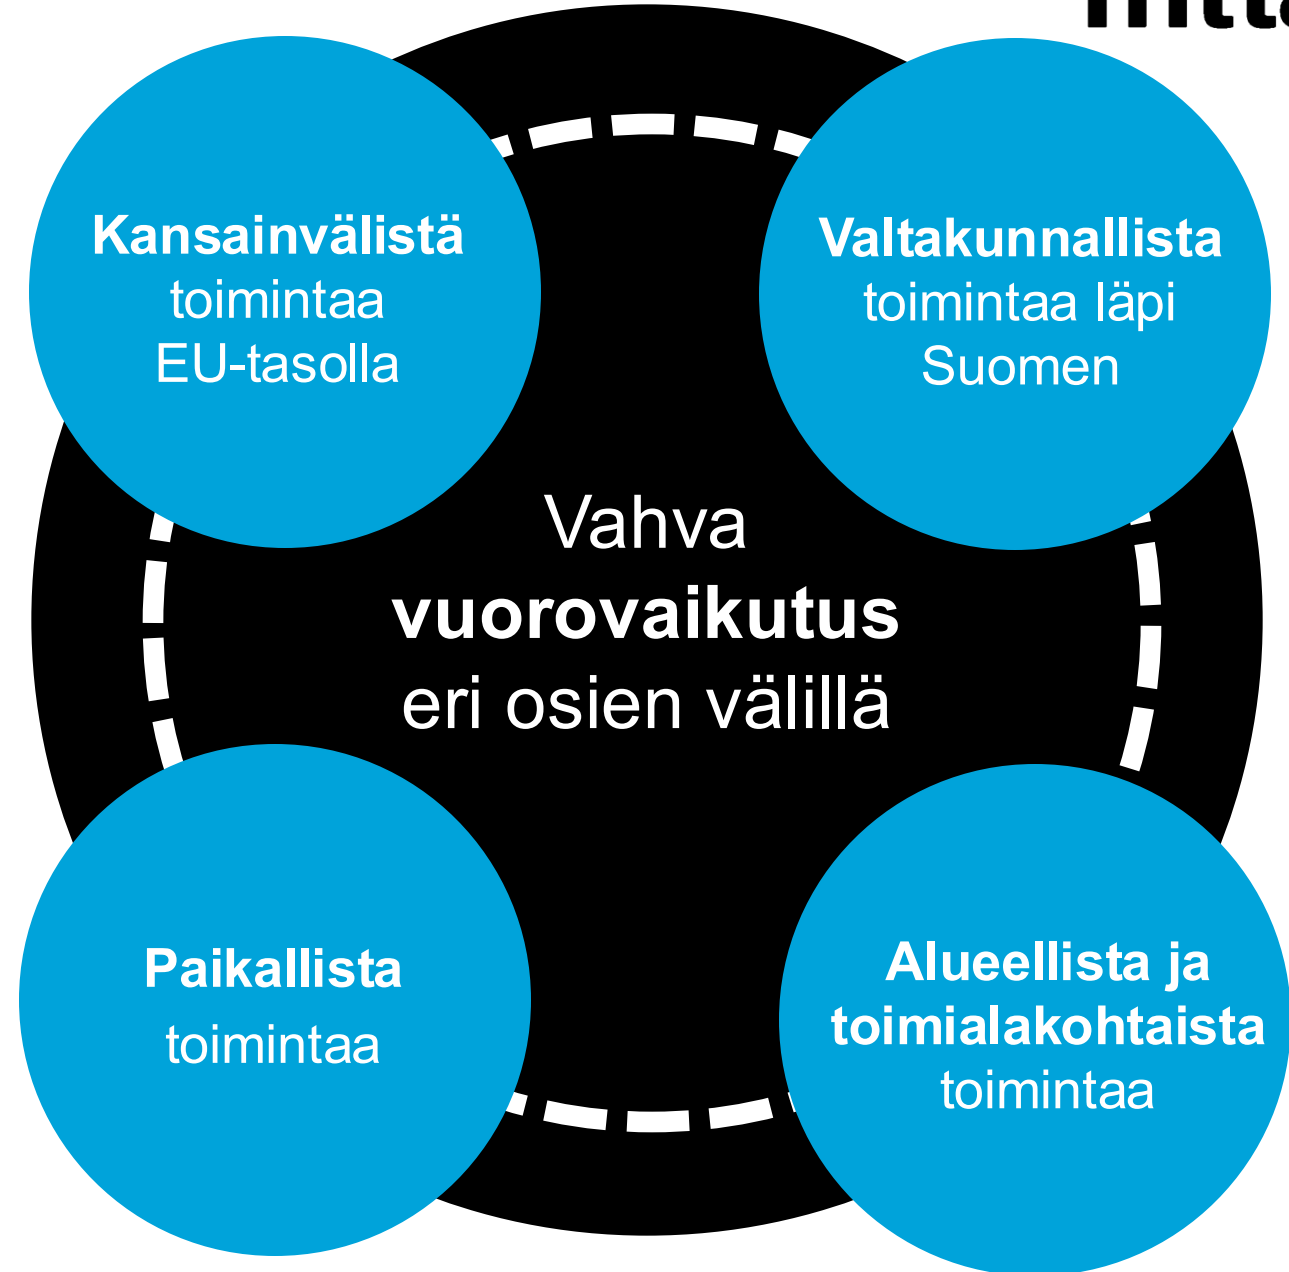 Kansainvälistä
toimintaa
EU-tasolla
Valtakunnallista
toimintaa läpi
Suomen
Vahva
vuorovaikutus
eri osien välillä
Paikallista
toimintaa
Alueellista ja
toimialakohtaista
toimintaa